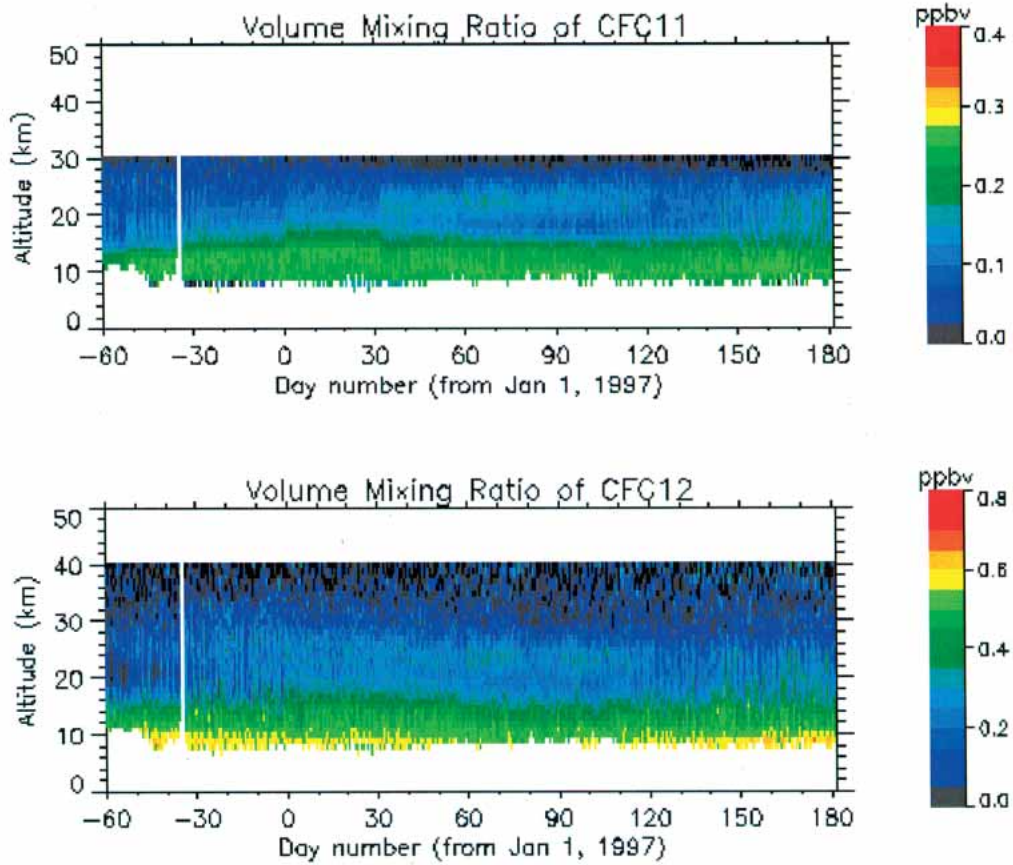 Volume Mixing Ratio of CFC11
ppbv
0.4
0.3
0.2
0.1
0.0
Altitude (km)
50
40
30
20
10
0
−60 −30 0 30 60 90 120 150 180
Day number (from Jan 1, 1997)
Volume Mixing Ratio of CFC12
ppbv
0.8
0.6
0.4
0.2
0.0
Altitude (km)
50
40
30
20
10
0
−60 −30 0 30 60 90 120 150 180
Day number (from Jan 1, 1997)